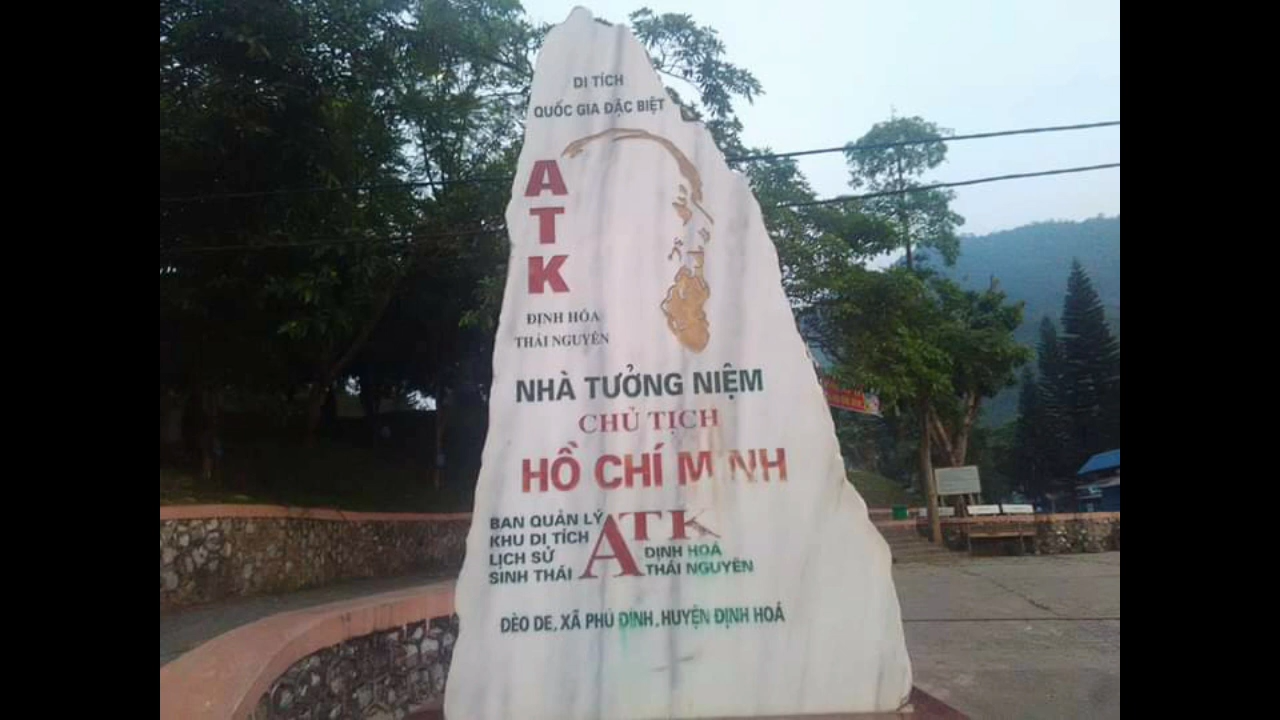 DI TÍCH
QUỐC GIA ĐẶC BIỆT
A
T
K
ĐỊNH HÓA
THÁI NGUYÊN
NHÀ TƯỞNG NIỆM
CHỦ TỊCH
HỒ CHÍ MINH
BAN QUẢN LÝ
KHU DI TÍCH
LỊCH SỬ
SINH THÁI
ATK
ĐỊNH HOÁ
THÁI NGUYÊN
ĐÈO DE, XÃ PHÚ ĐÌNH, HUYỆN ĐỊNH HOÁ